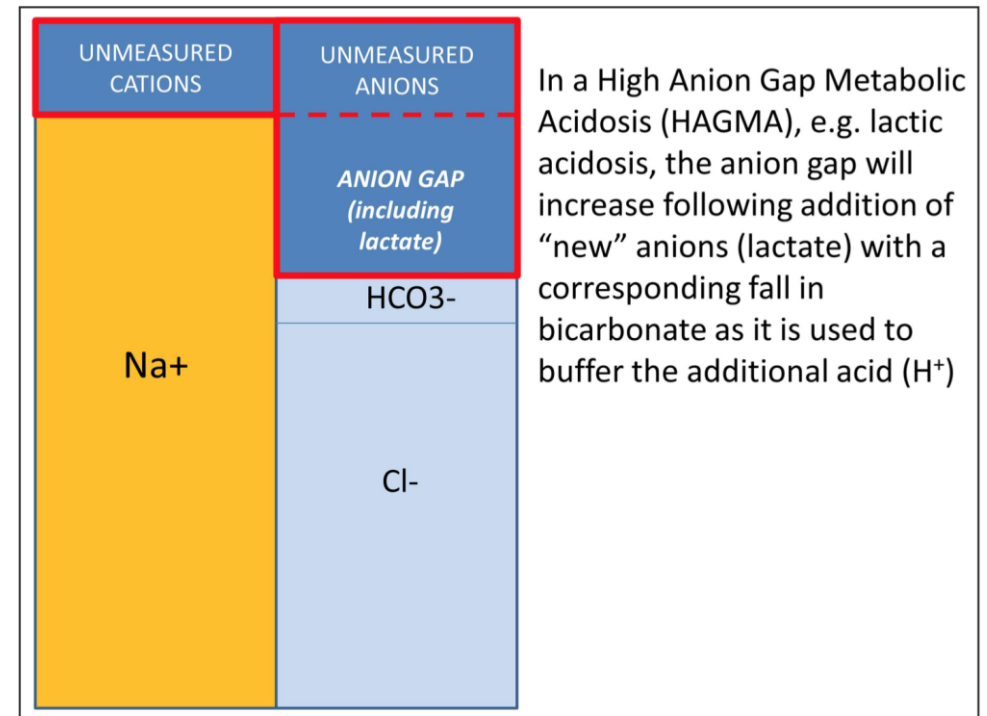 UNMEASURED
CATIONS
UNMEASURED
ANIONS
ANION GAP
(including
lactate)
HCO3-
Na+
Cl-
In a High Anion Gap Metabolic
Acidosis (HAGMA), e.g. lactic
acidosis, the anion gap will
increase following addition of
“new” anions (lactate) with a
corresponding fall in
bicarbonate as it is used to
buffer the additional acid (H⁺)